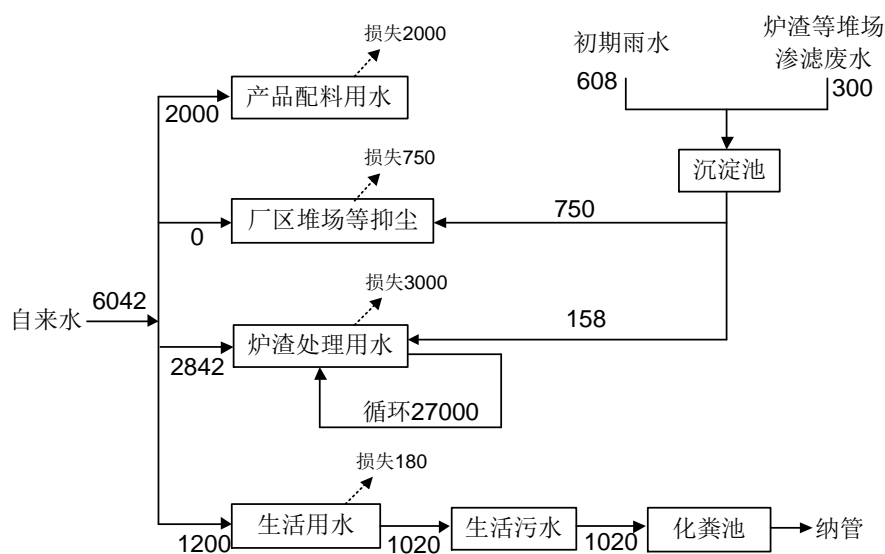 损失2000
初期雨水
608
炉渣等堆场
渗滤废水
300
产品配料用水
2000
沉淀池
损失750
厂区堆场等抑尘
0
750
自来水
6042
损失3000
炉渣处理用水
2842
158
循环27000
损失180
生活用水
1200
1020
生活污水
1020
化粪池
纳管